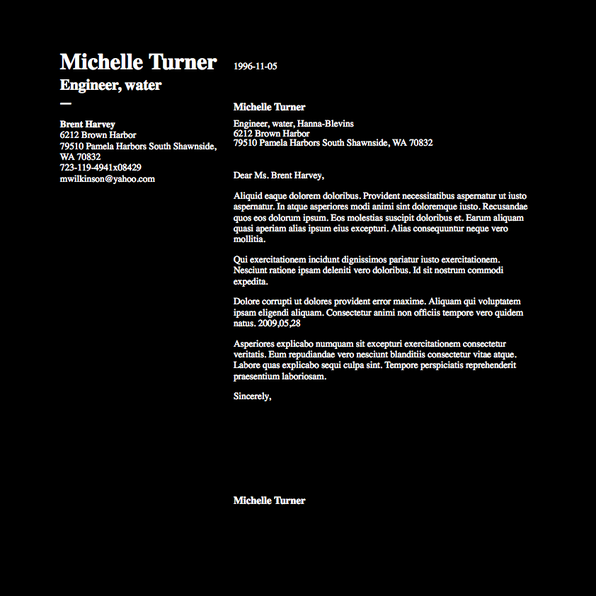 Michelle Turner
Engineer, water
—
Brent Harvey
6212 Brown Harbor
79510 Pamela Harbors South Shawnside,
WA 70832
723-119-4941x08429
mwilkinson@yahoo.com
1996-11-05
Michelle Turner
Engineer, water, Hanna-Blevins
6212 Brown Harbor
79510 Pamela Harbors South Shawnside, WA 70832
Dear Ms. Brent Harvey,
Aliquid eaque dolorem doloribus. Provident necessitatibus aspernatur ut iusto
aspernatur. In atque asperiores modi animi sint doloremque iusto. Recusandae
quos eos dolorum ipsum. Eos molestias suscipit doloribus et. Earum aliquam
quasi aperiam alias ipsum eius excepturi. Alias consequuntur neque vero
mollitia.
Qui exercitationem incidunt dignissimos pariatur iusto exercitationem.
Nesciunt ratione ipsam deleniti vero doloribus. Id sit nostrum commodi
expedita.
Dolore corrupti ut dolores provident error maxime. Aliquam qui voluptatem
ipsam eligendi aliquam. Consectetur animi non officiis tempore vero quidem
natus. 2009,05,28
Asperiores explicabo numquam sit excepturi exercitationem consectetur
veritatis. Eum repudiandae vero nesciunt blanditiis consectetur vitae atque.
Labore quas explicabo sequi culpa sint. Tempore perspiciatis reprehenderit
praesentium laboriosam.
Sincerely,
Michelle Turner